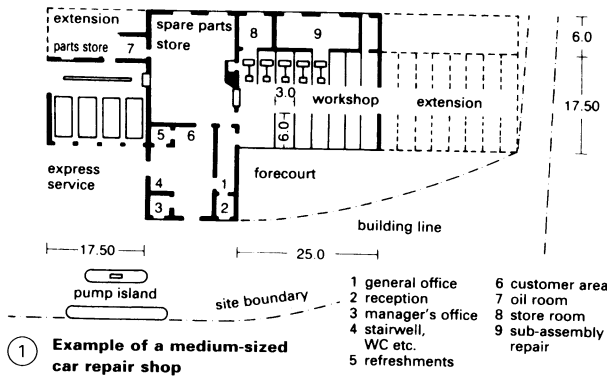 extension
parts store
7
spare parts
store
8
9
6.0
3.0
workshop
extension
17.50
6.0
5
6
express
service
4
3
1
2
forecourt
building line
17.50
25.0
pump island
site boundary
1 general office
2 reception
3 manager's office
4 stairwell,
WC etc.
5 refreshments
6 customer area
7 oil room
8 store room
9 sub-assembly
repair
1 Example of a medium-sized
car repair shop